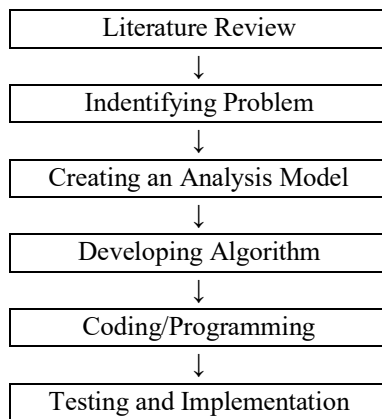 Literature Review
↓
Indentifying Problem
↓
Creating an Analysis Model
↓
Developing Algorithm
↓
Coding/Programming
↓
Testing and Implementation